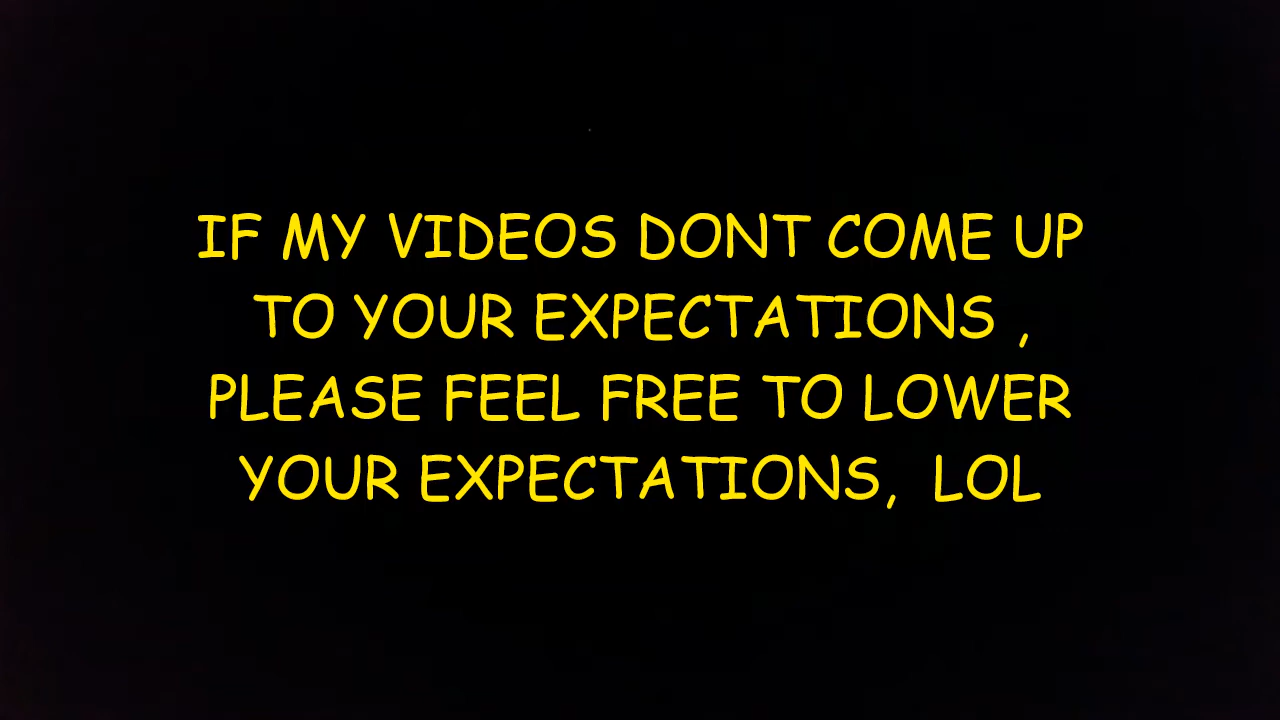 IF MY VIDEOS DONT COME UP
TO YOUR EXPECTATIONS ,
PLEASE FEEL FREE TO LOWER
YOUR EXPECTATIONS,  LOL